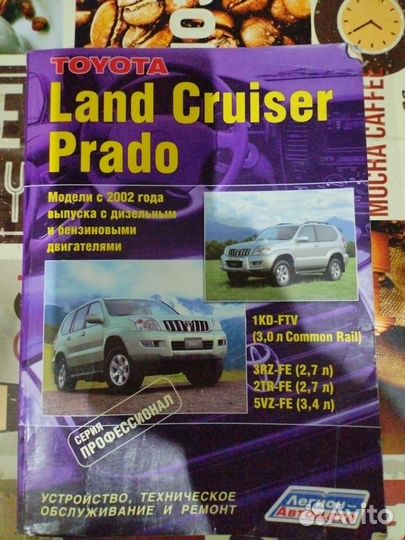 TOYOTA
Land Cruiser
Prado
Модели с 2002 года
выпуска с дизельным
и бензиновыми
двигателями
1KD-FTV
(3,0 л Common Rail)
3RZ-FE (2,7 л)
2TR-FE (2,7 л)
5VZ-FE (3,4 л)
СЕРИЯ
ПРОФЕССИОНАЛ
УСТРОЙСТВО, ТЕХНИЧЕСКОЕ
ОБСЛУЖИВАНИЕ И РЕМОНТ
Легион-
Автодата
MOCHA CAFFE
Avito